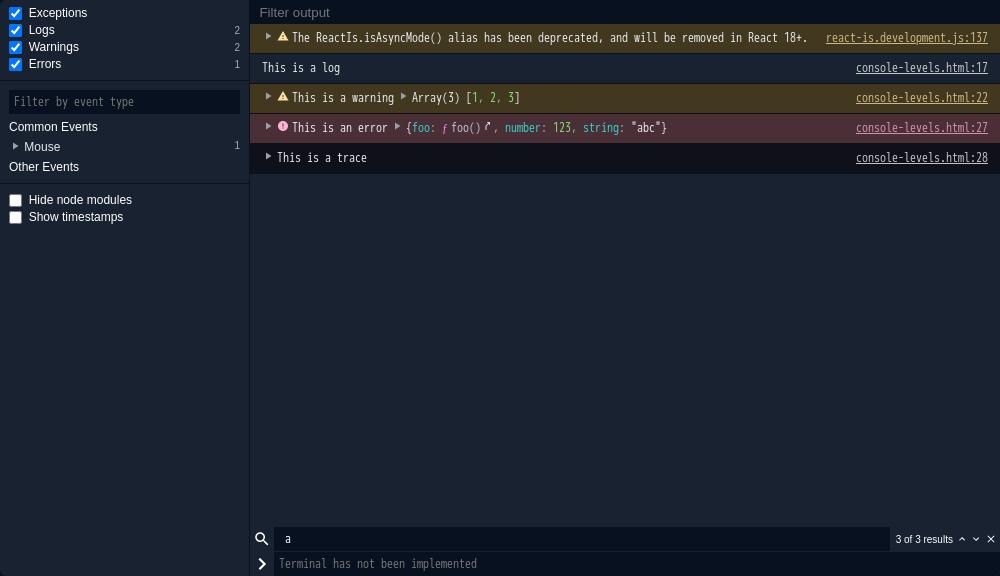 Exceptions
Logs 2
Warnings 2
Errors 1
Filter by event type
Common Events
Mouse 1
Other Events
Hide node modules
Show timestamps
Filter output
The ReactIs.isAsyncMode() alias has been deprecated, and will be removed in React 18+. react-is.development.js:137
This is a log console-levels.html:17
This is a warning Array(3) [1, 2, 3] console-levels.html:22
This is an error {foo: ƒ foo(), number: 123, string: "abc"} console-levels.html:27
This is a trace console-levels.html:28
a 3 of 3 results
Terminal has not been implemented